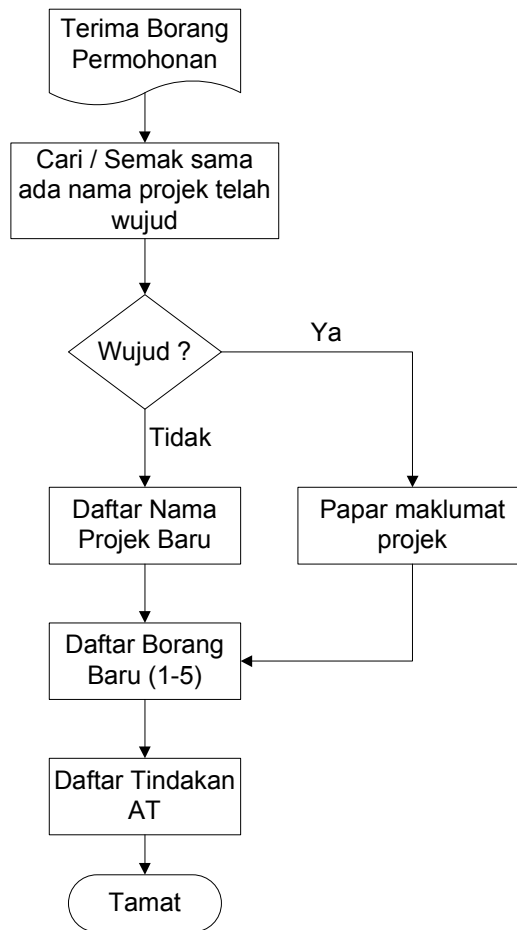 Terima Borang
Permohonan
Cari / Semak sama
ada nama projek telah
wujud
Wujud ?
Ya
Tidak
Daftar Nama
Projek Baru
Papar maklumat
projek
Daftar Borang
Baru (1-5)
Daftar Tindakan
AT
Tamat